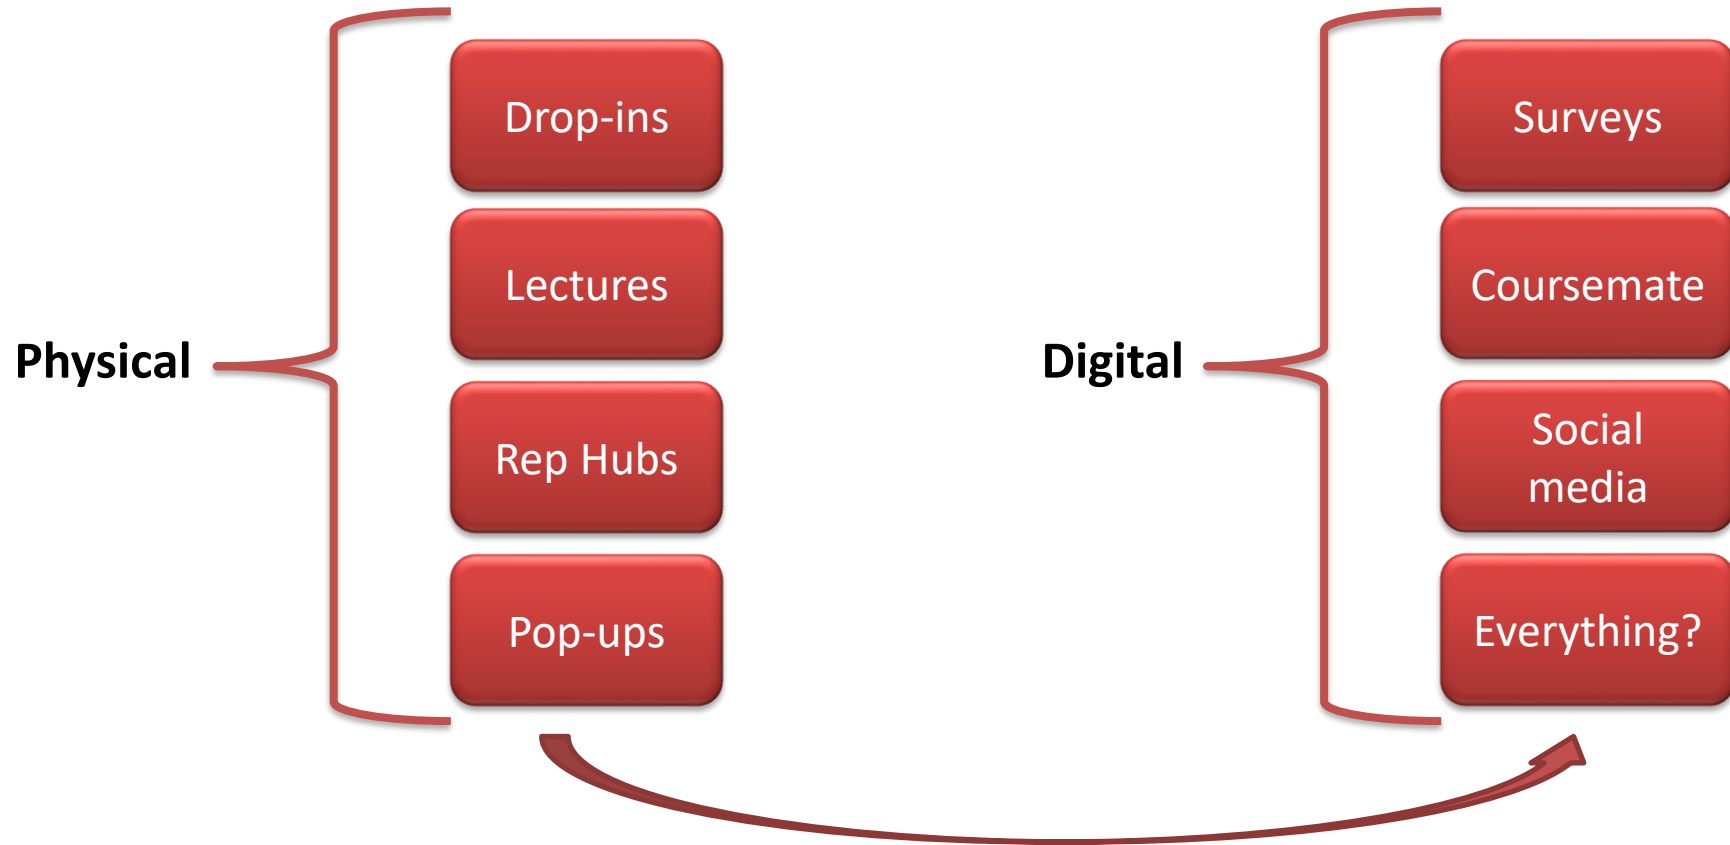 Physical
Drop-ins
Lectures
Rep Hubs
Pop-ups
Digital
Surveys
Coursemate
Social
media
Everything?